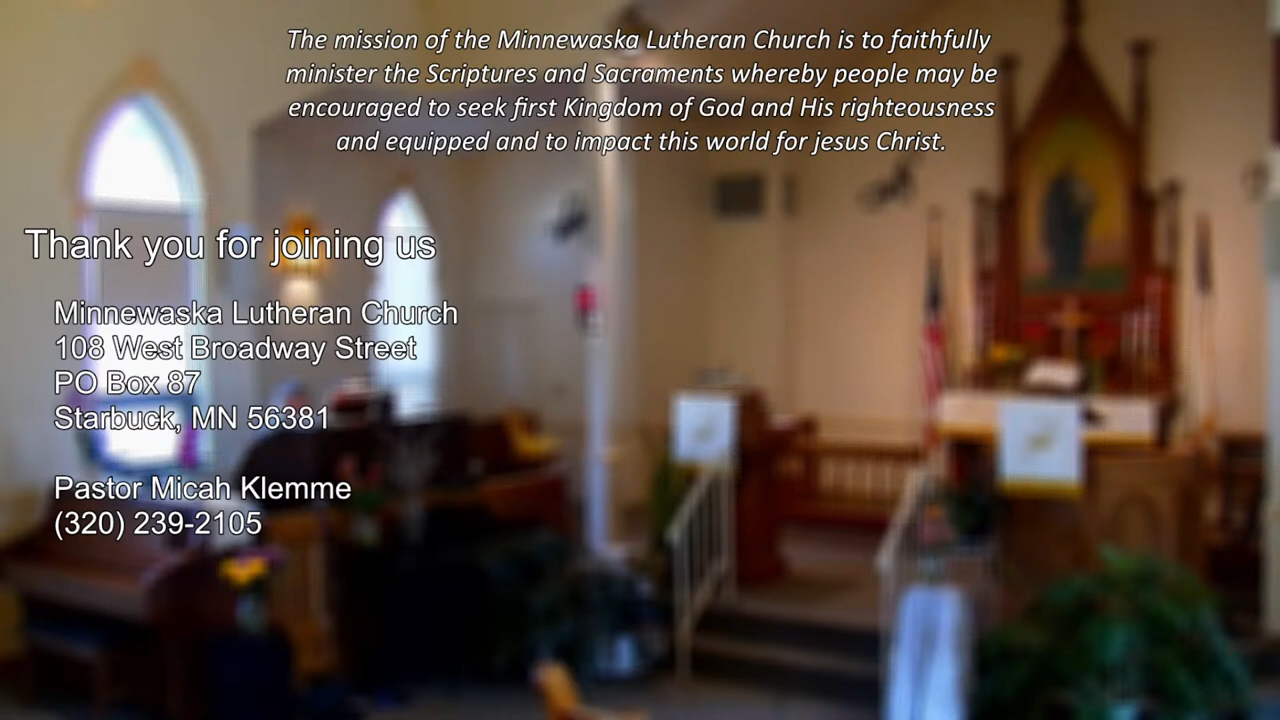 The mission of the Minnewaska Lutheran Church is to faithfully
minister the Scriptures and Sacraments whereby people may be
encouraged to seek first Kingdom of God and His righteousness
and equipped and to impact this world for jesus Christ.
Thank you for joining us
Minnewaska Lutheran Church
108 West Broadway Street
PO Box 87
Starbuck, MN 56381
Pastor Micah Klemme
(320) 239-2105